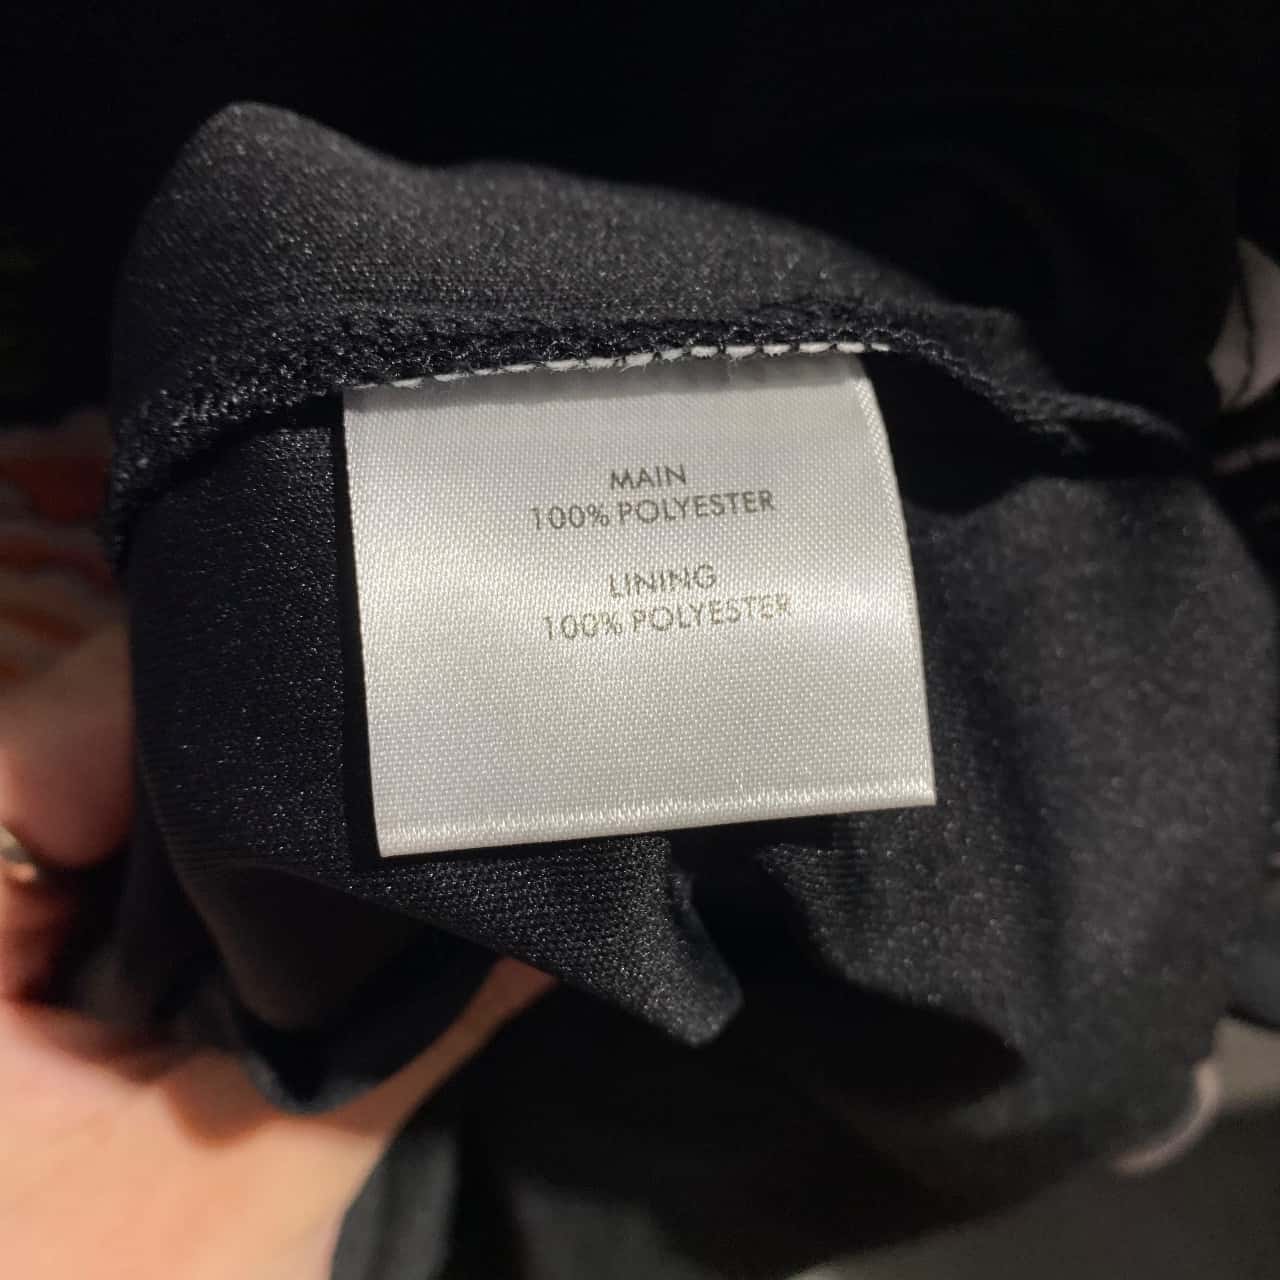 MAIN
100% POLYESTER
LINING
100% POLYESTER